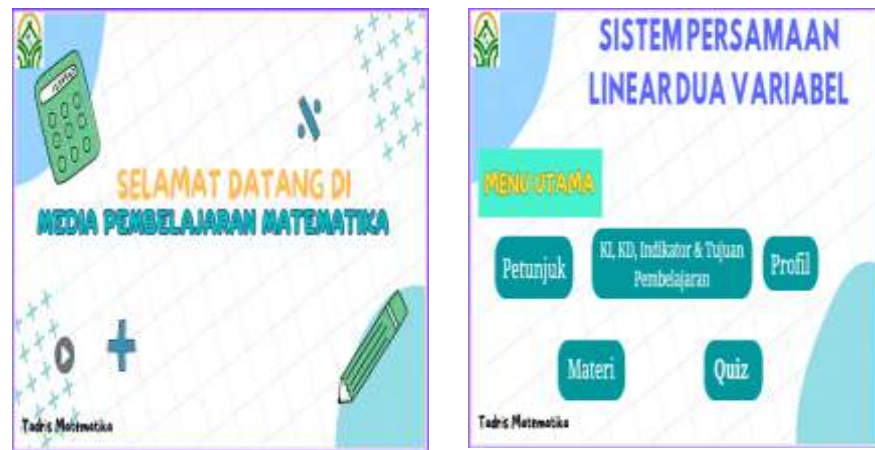 SELAMAT DATANG DI
MEDIA PEMBELAJARAN MATEMATIKA
Tadris Matematika
SISTEM PERSAMAAN
LINEAR DUA VARIABEL
MENU UTAMA
Petunjuk
KI, KD, Indikator & Tujuan
Pembelajaran
Profil
Materi
Quiz
Tadris Matematika